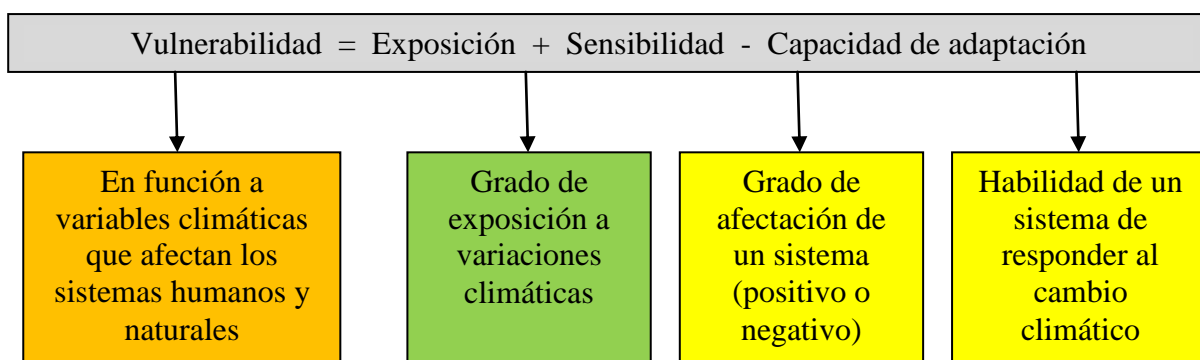 Vulnerabilidad = Exposición + Sensibilidad - Capacidad de adaptación
En función a
variables climáticas
que afectan los
sistemas humanos y
naturales
Grado de
exposición a
variaciones
climáticas
Grado de
afectación de
un sistema
(positivo o
negativo)
Habilidad de un
sistema de
responder al
cambio
climático